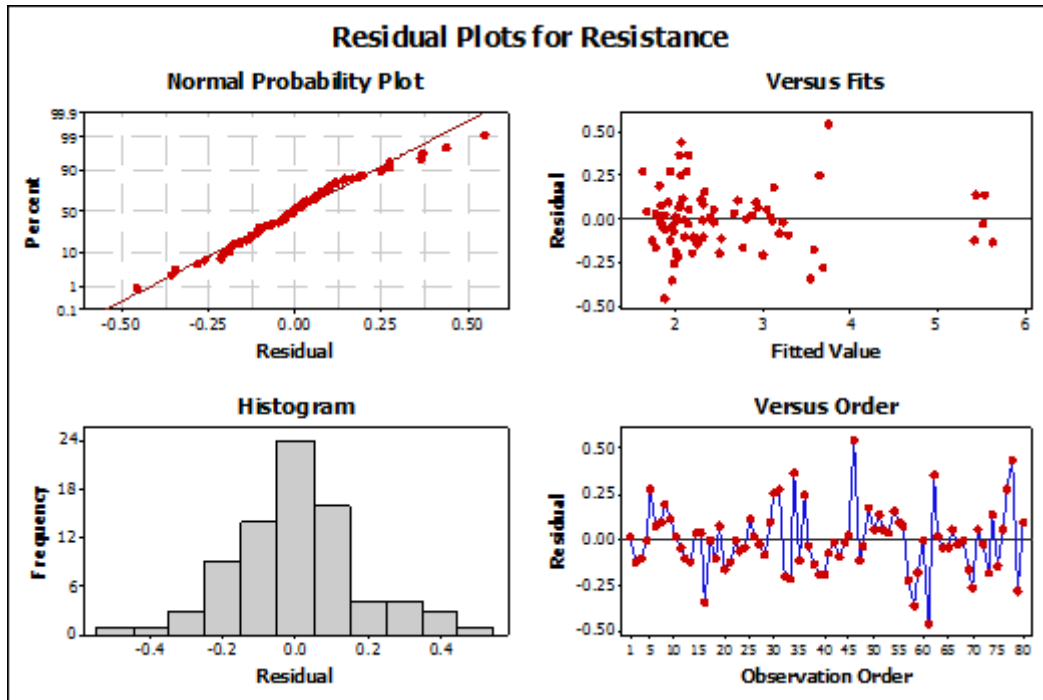 Residual Plots for Resistance
Normal Probability Plot
99.9
99
90
50
10
1
0.1
Percent
-0.50 -0.25 0.00 0.25 0.50
Residual
Versus Fits
0.50
0.25
0.00
-0.25
-0.50
Residual
2 3 4 5 6
Fitted Value
Histogram
24
18
12
6
0
Frequency
-0.4 -0.2 0.0 0.2 0.4
Residual
Versus Order
0.50
0.25
0.00
-0.25
-0.50
Residual
1 5 10 15 20 25 30 35 40 45 50 55 60 65 70 75 80
Observation Order